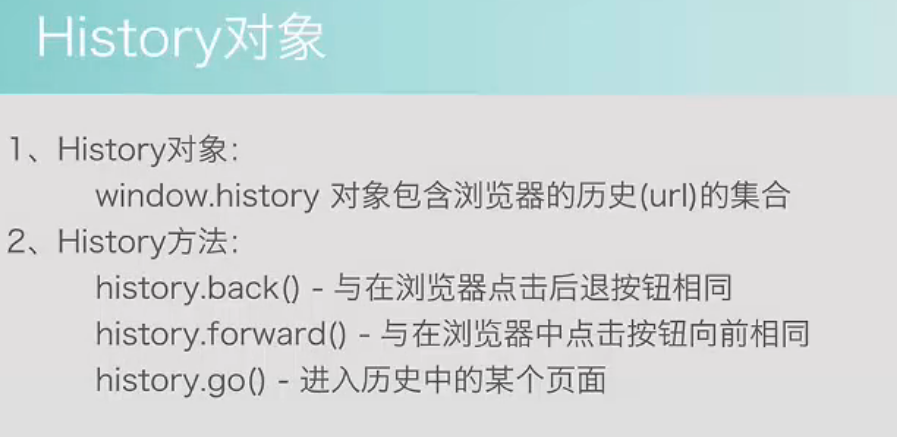 History对象
1、History对象:
window.history 对象包含浏览器的历史(url)的集合
2、History方法:
history.back() - 与在浏览器点击后退按钮相同
history.forward() - 与在浏览器中点击按钮向前相同
history.go() - 进入历史中的某个页面